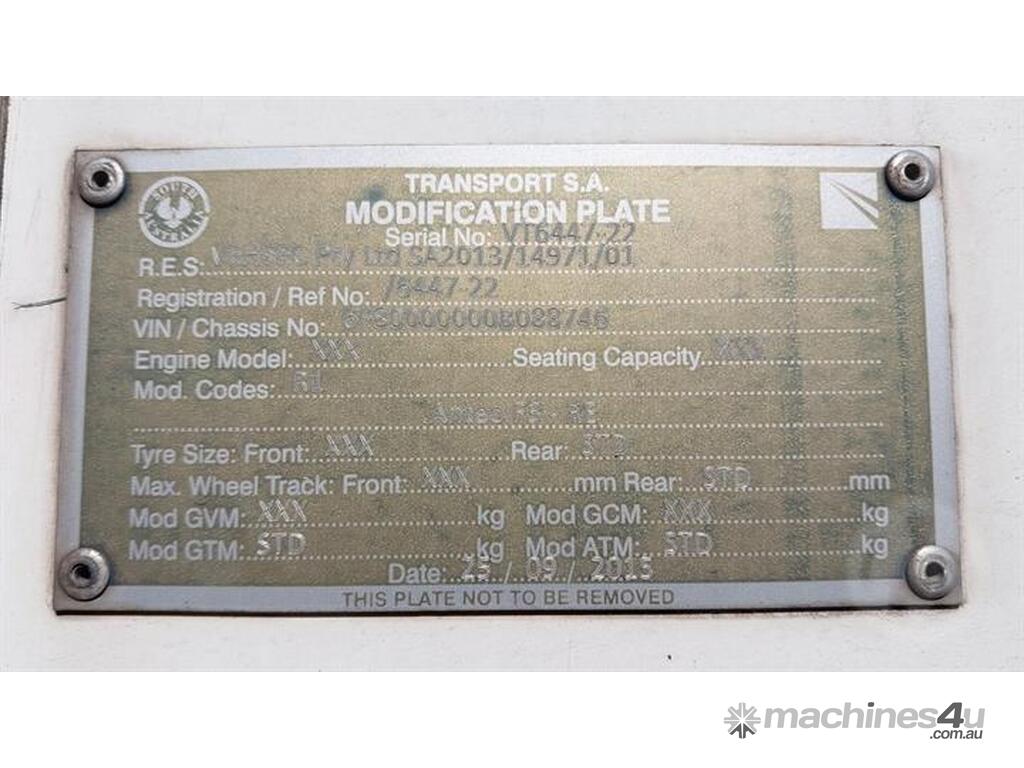 SOUTH AUSTRALIA
TRANSPORT S.A.
MODIFICATION PLATE
Serial No: VT6447-22
R.E.S: Pty Ltd SA2013/14971/01
Registration / Ref No: /6447-22
VIN / Chassis No:
Engine Model: XXX Seating Capacity XXX
Mod. Codes:
Tyre Size: Front: XXX Rear: STD
Max. Wheel Track: Front: XXX mm Rear: STD mm
Mod GVM: XXX kg Mod GCM: XXX kg
Mod GTM: STD kg Mod ATM: STD kg
Date: 25 / 09 / 2013
THIS PLATE NOT TO BE REMOVED
machines4u
.com.au